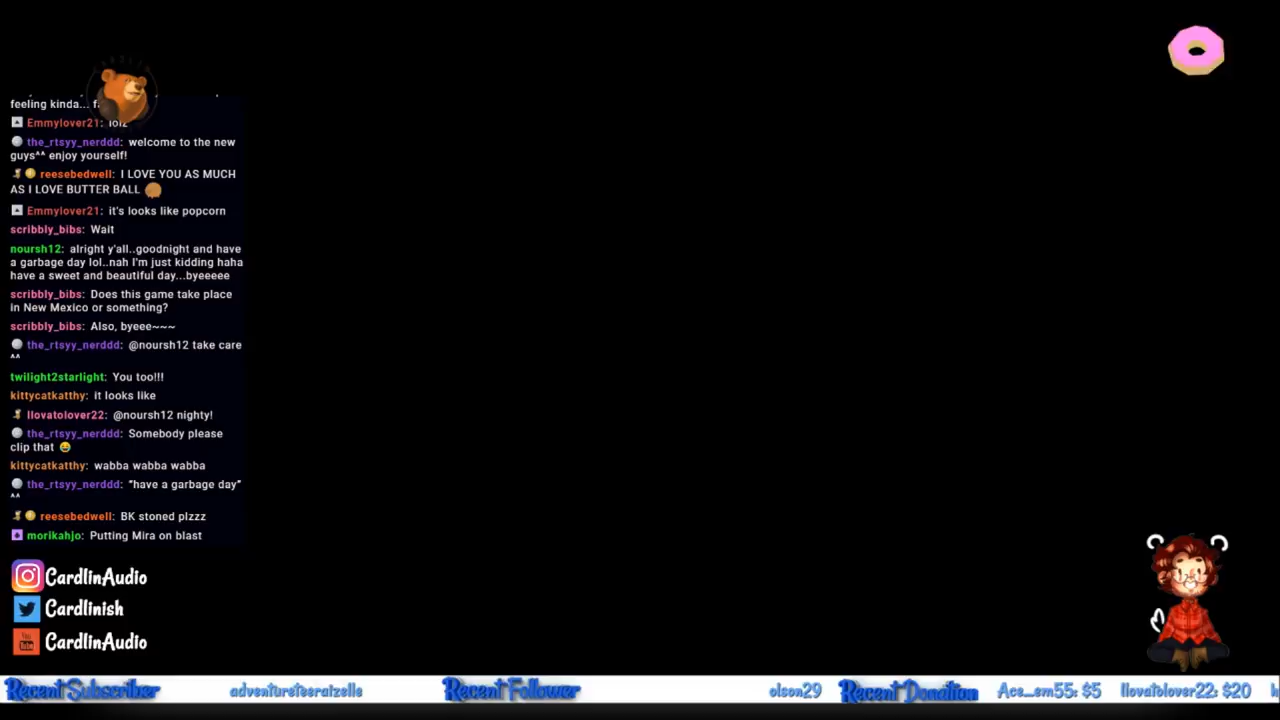 feeling kinda...
Emmylover21: lolz
the_rtsyy_nerddd: welcome to the new
guys^^ enjoy yourself!
reesebedwell: I LOVE YOU AS MUCH
AS I LOVE BUTTER BALL
Emmylover21: it's looks like popcorn
scribbly_bibs: Wait
noursh12: alright y'all..goodnight and have
a garbage day lol..nah I'm just kidding haha
have a sweet and beautiful day...byeeeee
scribbly_bibs: Does this game take place
in New Mexico or something?
scribbly_bibs: Also, byeee~~~
the_rtsyy_nerddd: @noursh12 take care
^^
twilight2starlight: You too!!!
kittycatkatthy: it looks like
llovatolover22: @noursh12 nighty!
the_rtsyy_nerddd: Somebody please
clip that 😂
kittycatkatthy: wabba wabba wabba
the_rtsyy_nerddd: "have a garbage day"
^^
reesebedwell: BK stoned plzzz
morikahjo: Putting Mira on blast
CardlinAudio
Cardlinish
CardlinAudio
Recent Subscriber adventureteeratzelle Recent Follower olson29 Recent Donation Ace_em55: $5 llovatolover22: $20